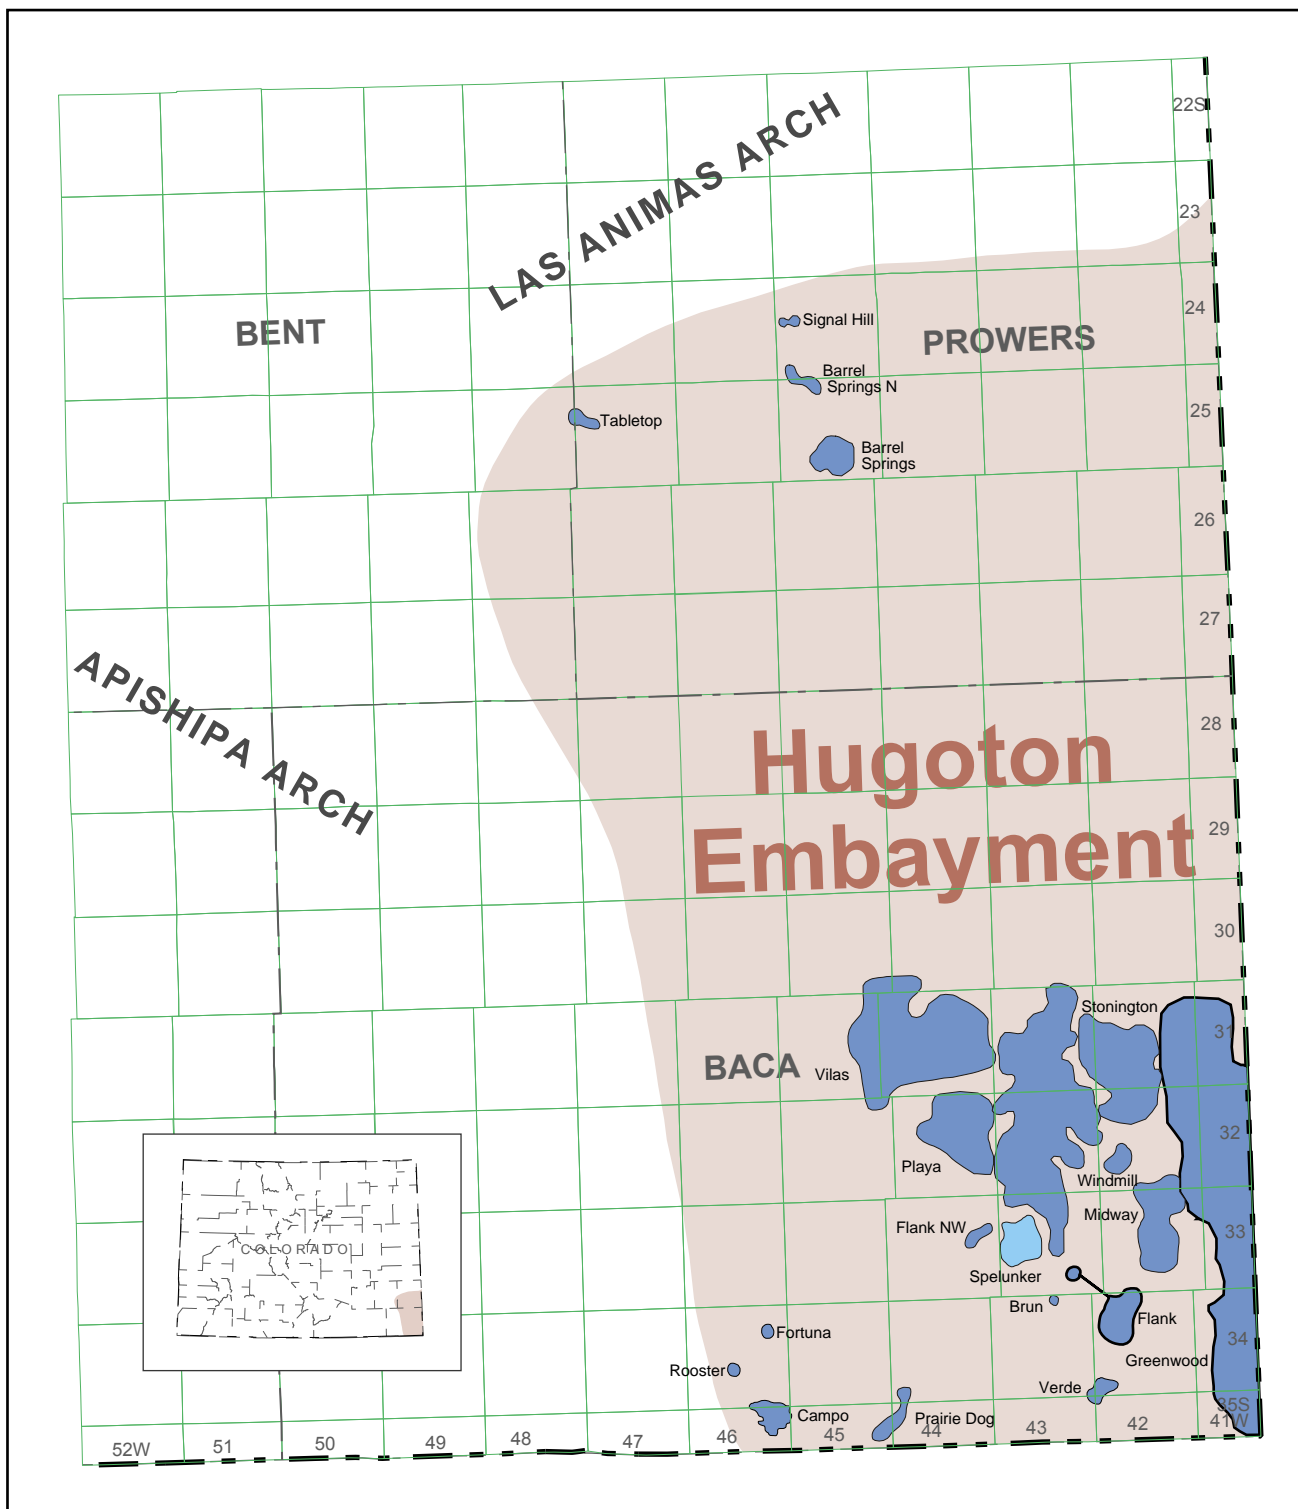 22S
LAS ANIMAS ARCH
23
24
Signal Hill
BENT
PROWERS
Barrel
Springs N
25
Tabletop
Barrel
Springs
26
27
APISHIPA ARCH
28
Hugoton
Embayment
29
30
Stonington
31
BACA
Vilas
32
Playa
Windmill
Midway
Flank NW
33
COLORADO
Spelunker
Brun
Flank
Fortuna
34
Greenwood
Rooster
Verde
35S
Campo
Prairie Dog
52W
51
50
49
48
47
46
45
44
43
42
41W